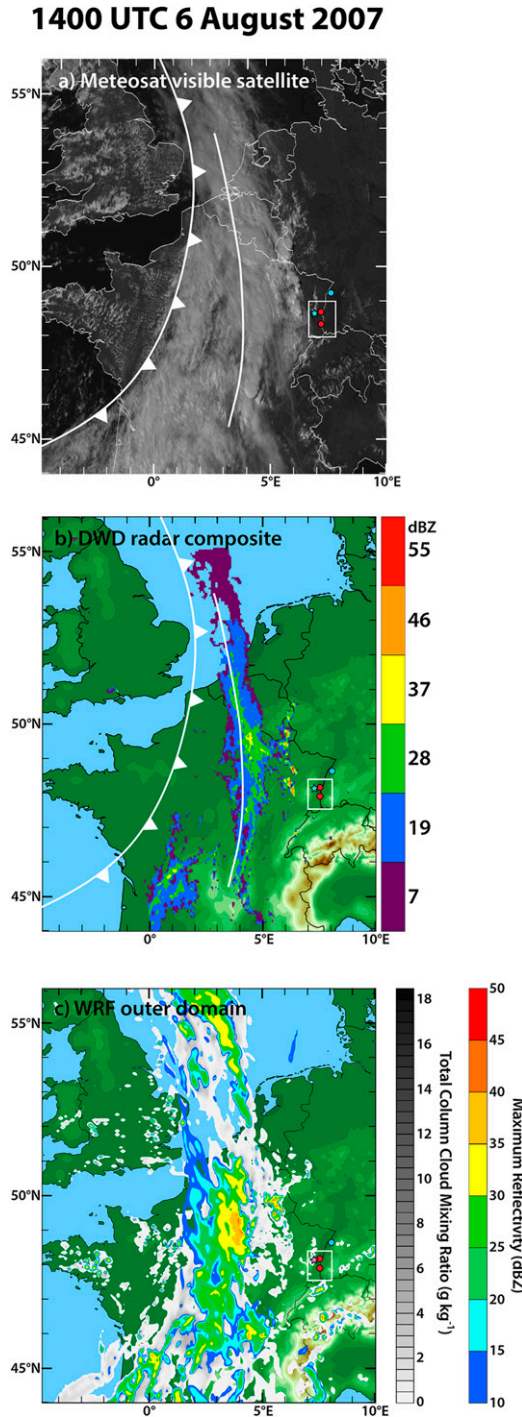 1400 UTC 6 August 2007
a) Meteosat visible satellite
55°N
50°N
45°N
0°
5°E
10°E
b) DWD radar composite
dBZ
55
46
37
28
19
7
55°N
50°N
45°N
0°
5°E
10°E
c) WRF outer domain
55°N
50°N
45°N
0°
5°E
10°E
18
16
14
12
10
8
6
4
2
0
Total Column Cloud Mixing Ratio (g kg⁻¹)
50
45
40
35
30
25
20
15
10
Maximum Reflectivity (dBZ)